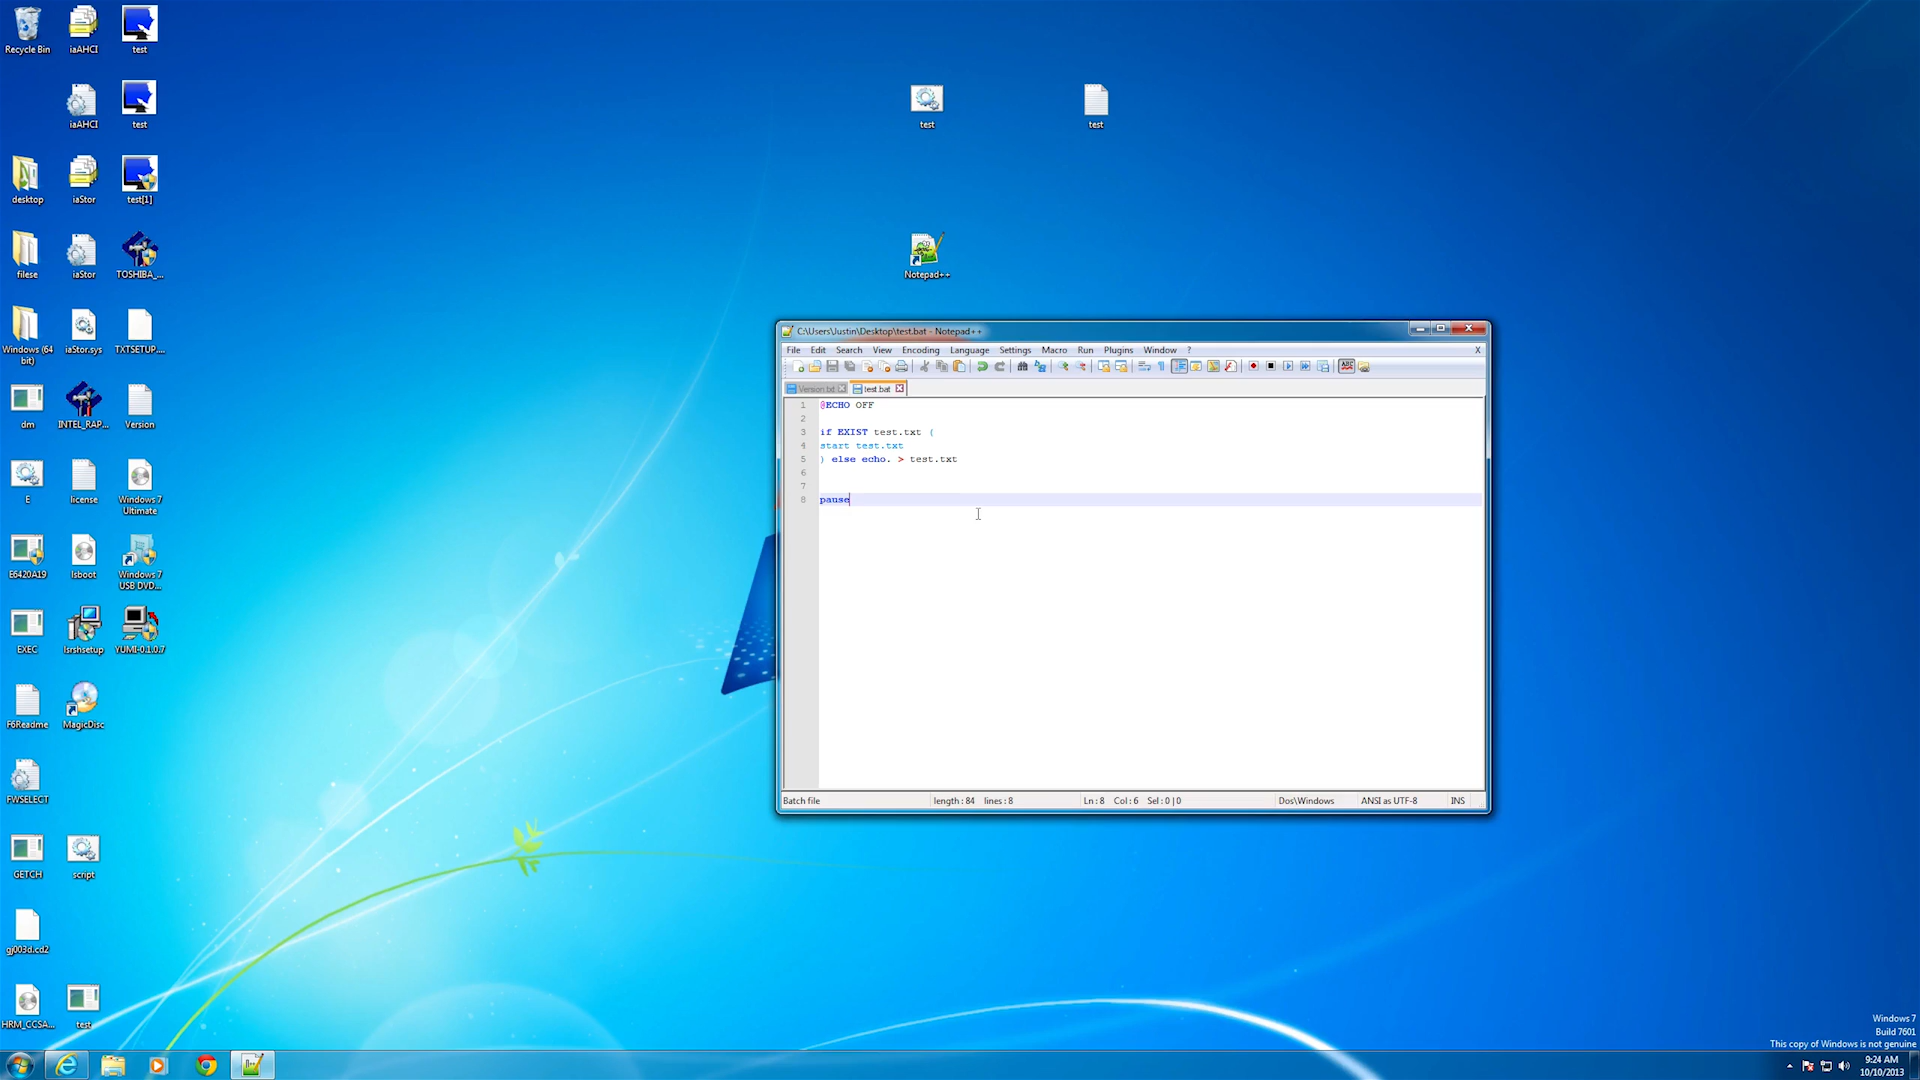 Recycle Bin
iaAHCI
test
iaAHCI
test
desktop
iaStor
test[1]
filese
iaStor
TOSHIBA_...
Windows (64
bit)
iaStor.sys
TXTSETUP....
dm
INTEL_RAP...
Version
E
license
Windows 7
Ultimate
E6420A19
lsboot
Windows 7
USB DVD...
EXEC
lsrshsetup
YUMI-0.1.0.7
F6Readme
MagicDisc
FWSELECT
GETCH
script
gj003d.cd2
HRM_CCSA...
test
test
test
Notepad++
C:\Users\Justin\Desktop\test.bat - Notepad++
File Edit Search View Encoding Language Settings Macro Run Plugins Window ? X
Version.txt test.bat
1 @ECHO OFF
2
3 if EXIST test.txt (
4 start test.txt
5 ) else echo. > test.txt
6
7
8 pause
Batch file length : 84 lines : 8 Ln : 8 Col : 6 Sel : 0 | 0 Dos\Windows ANSI as UTF-8 INS
Windows 7
Build 7601
This copy of Windows is not genuine
9:24 AM
10/10/2013